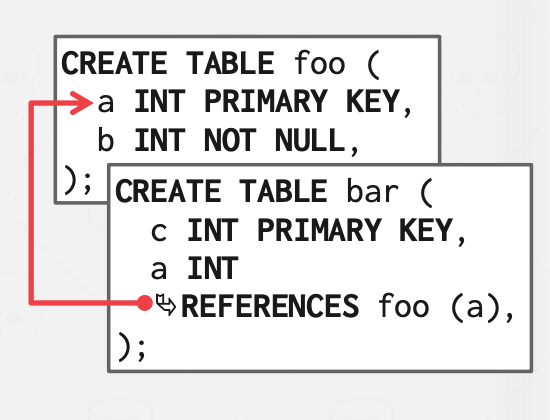 CREATE TABLE foo (
a INT PRIMARY KEY,
b INT NOT NULL,
);
CREATE TABLE bar (
c INT PRIMARY KEY,
a INT
REFERENCES foo (a),
);